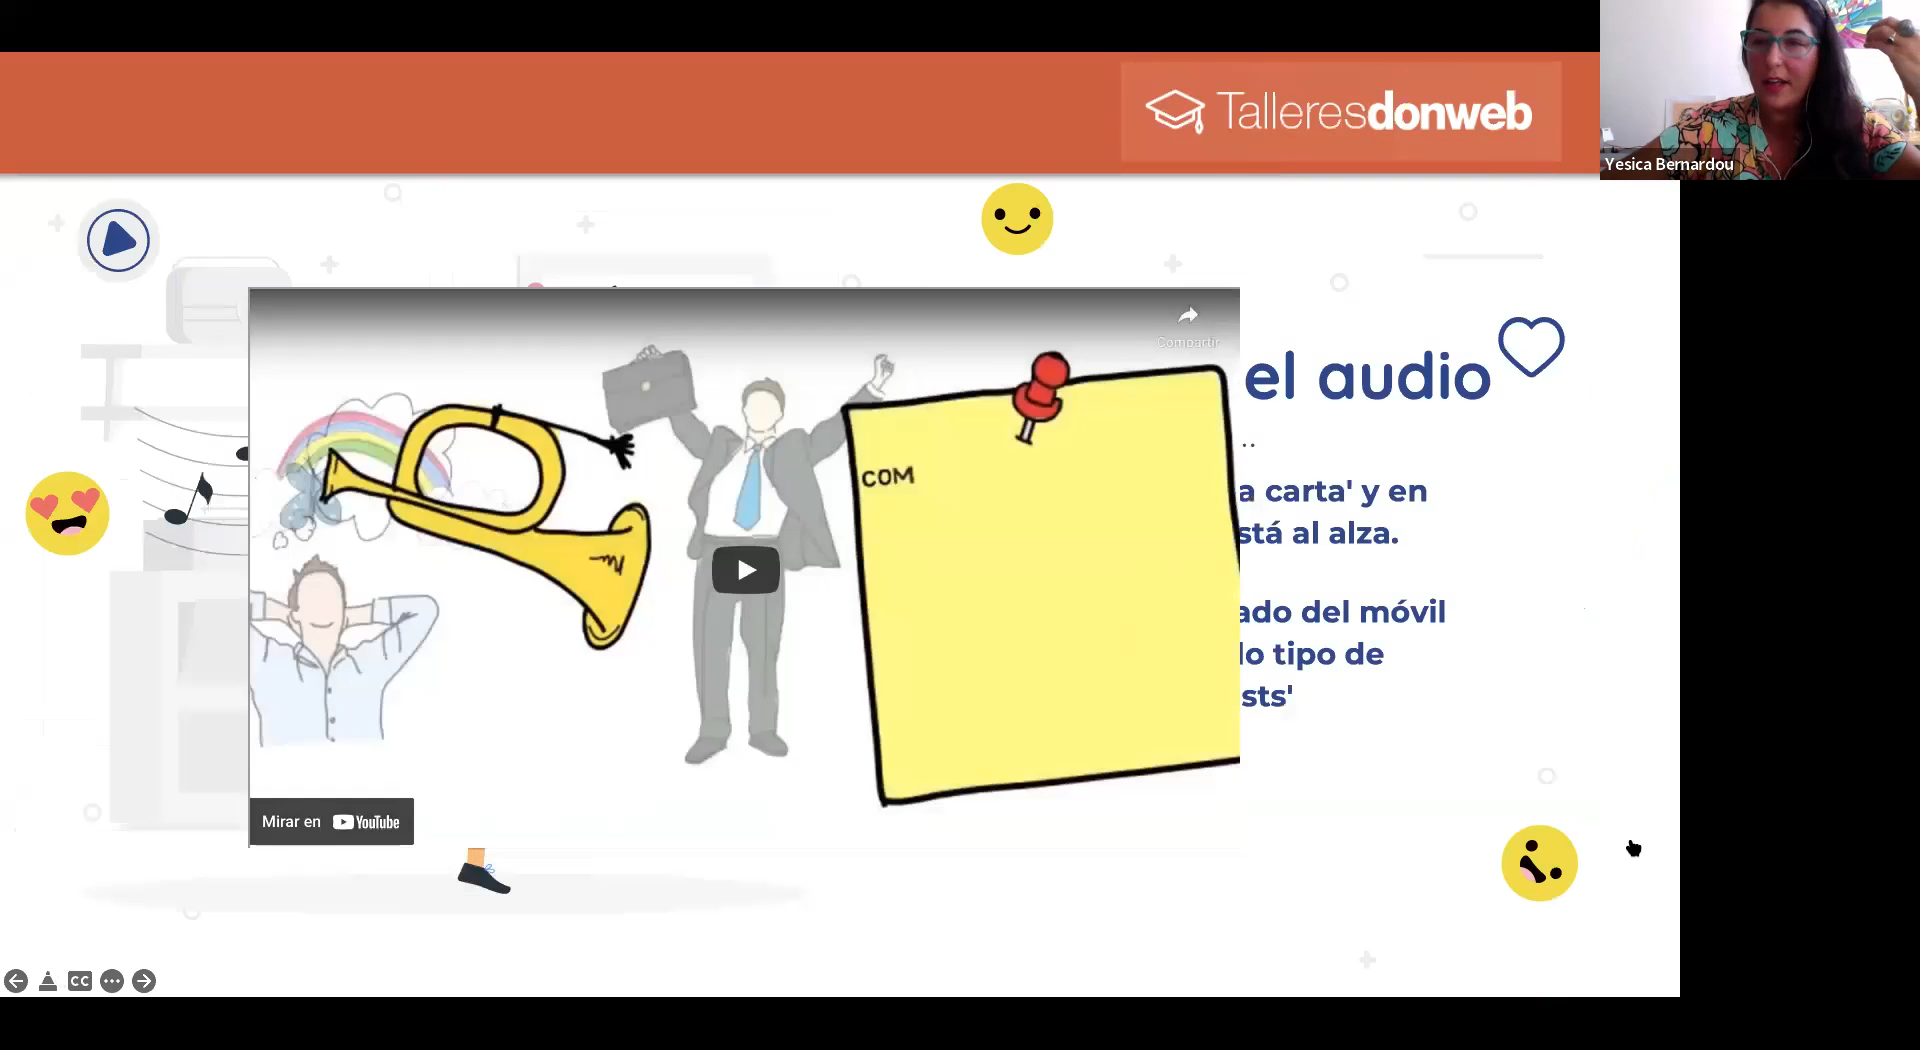 Talleresdonweb
Yesica Bernardou
Compartir
el audio
..
a carta' y en
stá al alza.
COM
ado del móvil
lo tipo de
sts'
Mirar en YouTube
CC